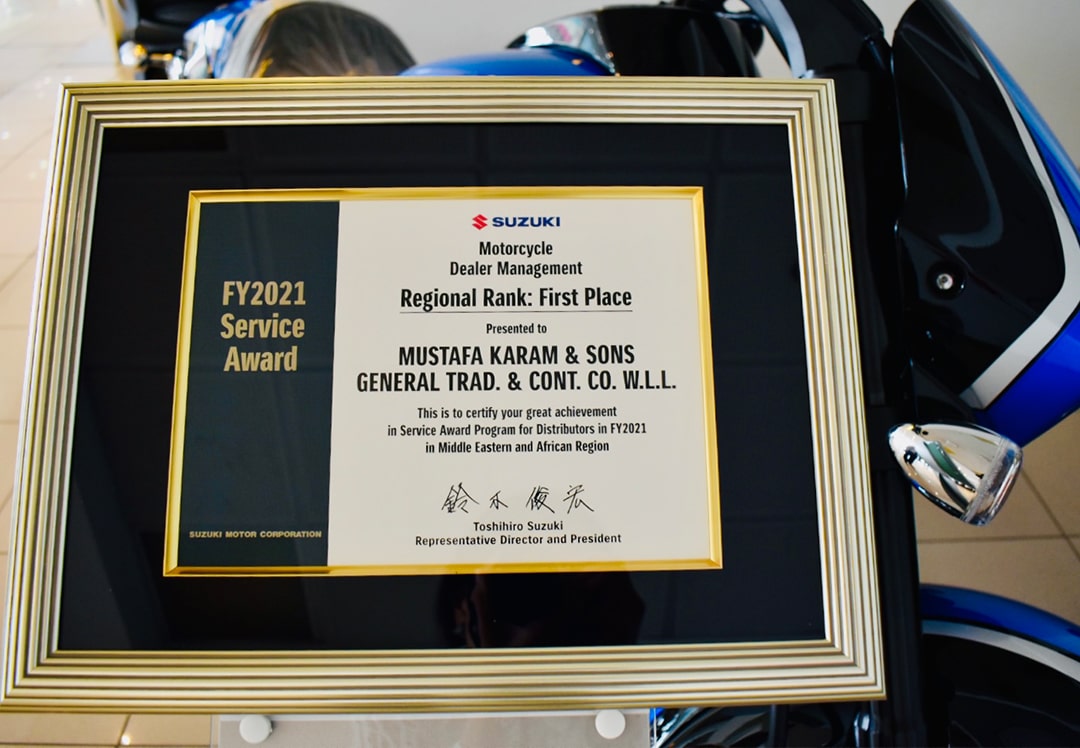 FY2021
Service
Award
SUZUKI MOTOR CORPORATION
SUZUKI
Motorcycle
Dealer Management
Regional Rank: First Place
Presented to
MUSTAFA KARAM & SONS
GENERAL TRAD. & CONT. CO. W.L.L.
This is to certify your great achievement
in Service Award Program for Distributors in FY2021
in Middle Eastern and African Region
鈴木俊宏
Toshihiro Suzuki
Representative Director and President